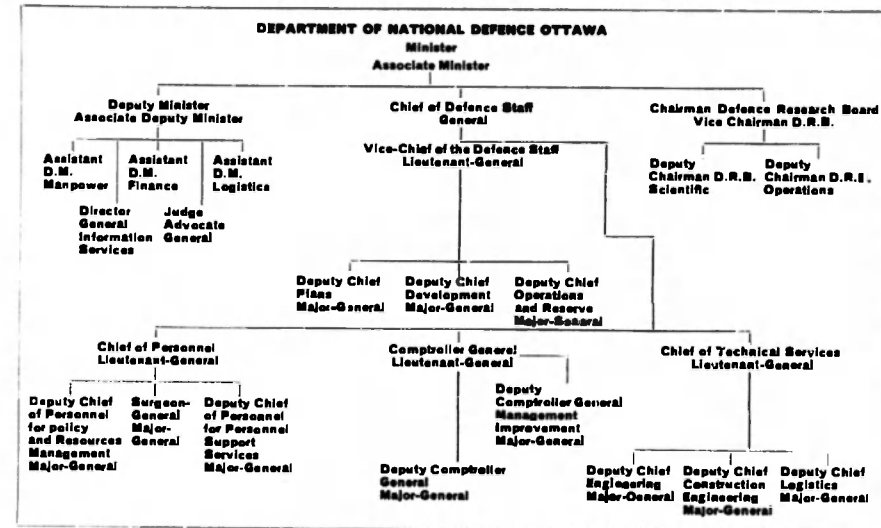 DEPARTMENT OF NATIONAL DEFENCE OTTAWA
Minister
Associate Minister
Deputy Minister
Associate Deputy Minister
Chief of Defence Staff
General
Chairman Defence Research Board
Vice Chairman D.R.B.
Vice-Chief of the Defence Staff
Lieutenant-General
Assistant
D.M.
Manpower
Assistant
D.M.
Finance
Assistant
D.M.
Logistics
Director
General
Information
Services
Judge
Advocate
General
Deputy
Chairman D.R.B.
Scientific
Deputy
Chairman D.R.B.
Operations
Deputy Chief
Plans
Major-General
Deputy Chief
Development
Major-General
Deputy Chief
Operations
and Reserve
Major-General
Chief of Personnel
Lieutenant-General
Comptroller General
Lieutenant-General
Chief of Technical Services
Lieutenant-General
Deputy Chief
of Personnel
for policy
and Resources
Management
Major-General
Surgeon-
General
Major-
General
Deputy Chief
of Personnel
for Personnel
Support
Services
Major-General
Deputy
Comptroller General
Management
Improvement
Major-General
Deputy Comptroller
General
Major-General
Deputy Chief
Engineering
Major-General
Deputy Chief
Construction
Engineering
Major-General
Deputy Chief
Logistics
Major-General